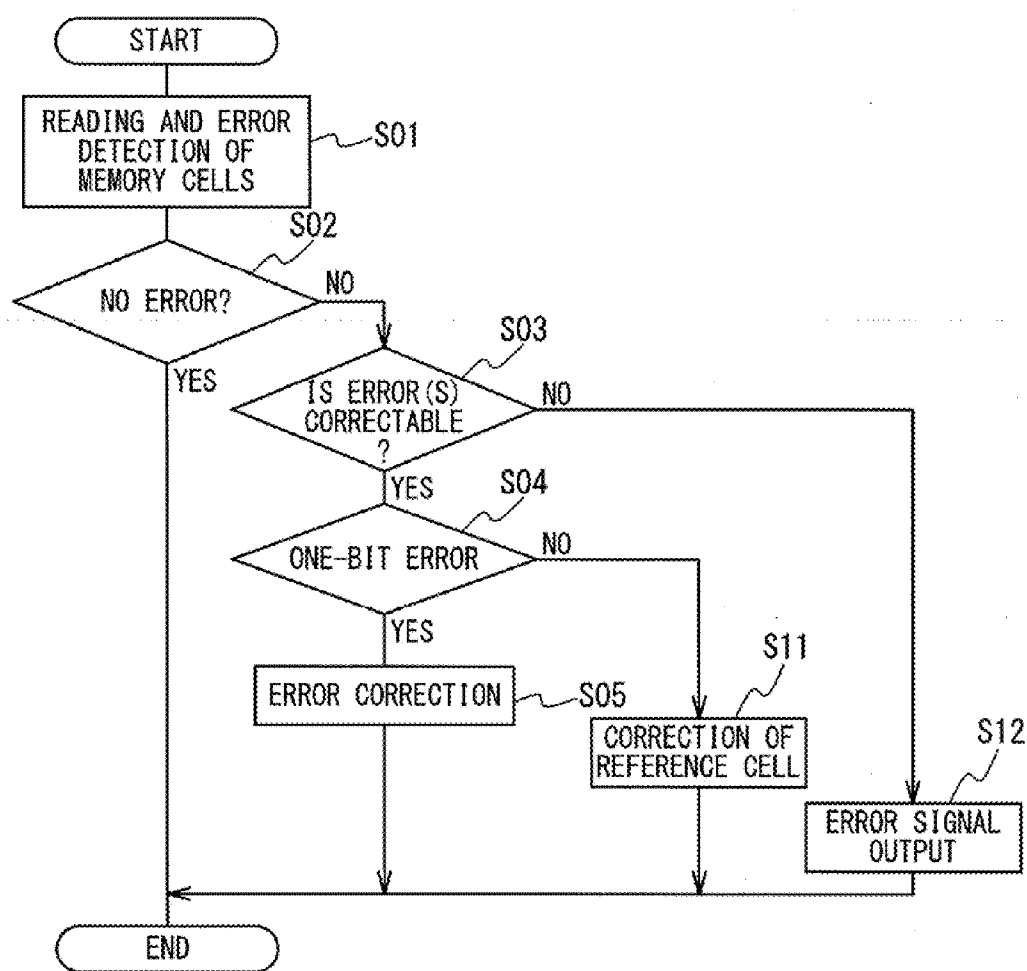 START
READING AND ERROR
DETECTION OF
MEMORY CELLS
S01
S02
NO ERROR?
NO
YES
S03
IS ERROR(S)
CORRECTABLE
?
NO
YES
S04
ONE-BIT ERROR
NO
YES
ERROR CORRECTION
S05
S11
CORRECTION OF
REFERENCE CELL
S12
ERROR SIGNAL
OUTPUT
END